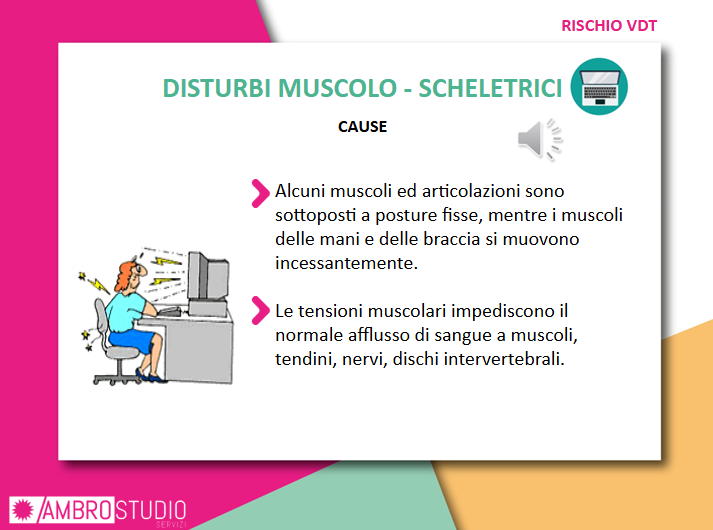 RISCHIO VDT
DISTURBI MUSCOLO - SCHELETRICI
CAUSE
Alcuni muscoli ed articolazioni sono
sottoposti a posture fisse, mentre i muscoli
delle mani e delle braccia si muovono
incessantemente.
Le tensioni muscolari impediscono il
normale afflusso di sangue a muscoli,
tendini, nervi, dischi intervertebrali.
AMBROSTUDIO
SERVIZI